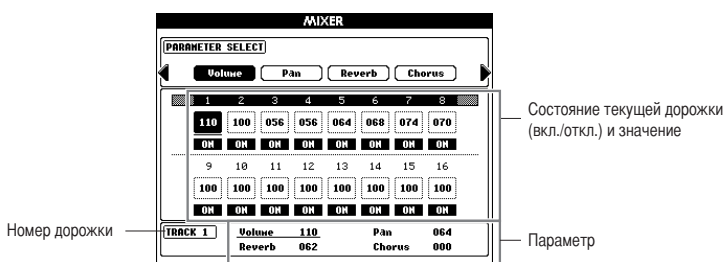 MIXER
PARAMETER SELECT
Volume Pan Reverb Chorus
1 2 3 4 5 6 7 8
110 100 056 056 064 068 074 070
ON ON ON ON ON ON ON ON
9 10 11 12 13 14 15 16
100 100 100 100 100 100 100 100
ON ON ON ON ON ON ON ON
TRACK 1 Volume 110 Pan 064
Reverb 062 Chorus 000
Состояние текущей дорожки
(вкл./откл.) и значение
Номер дорожки
Параметр